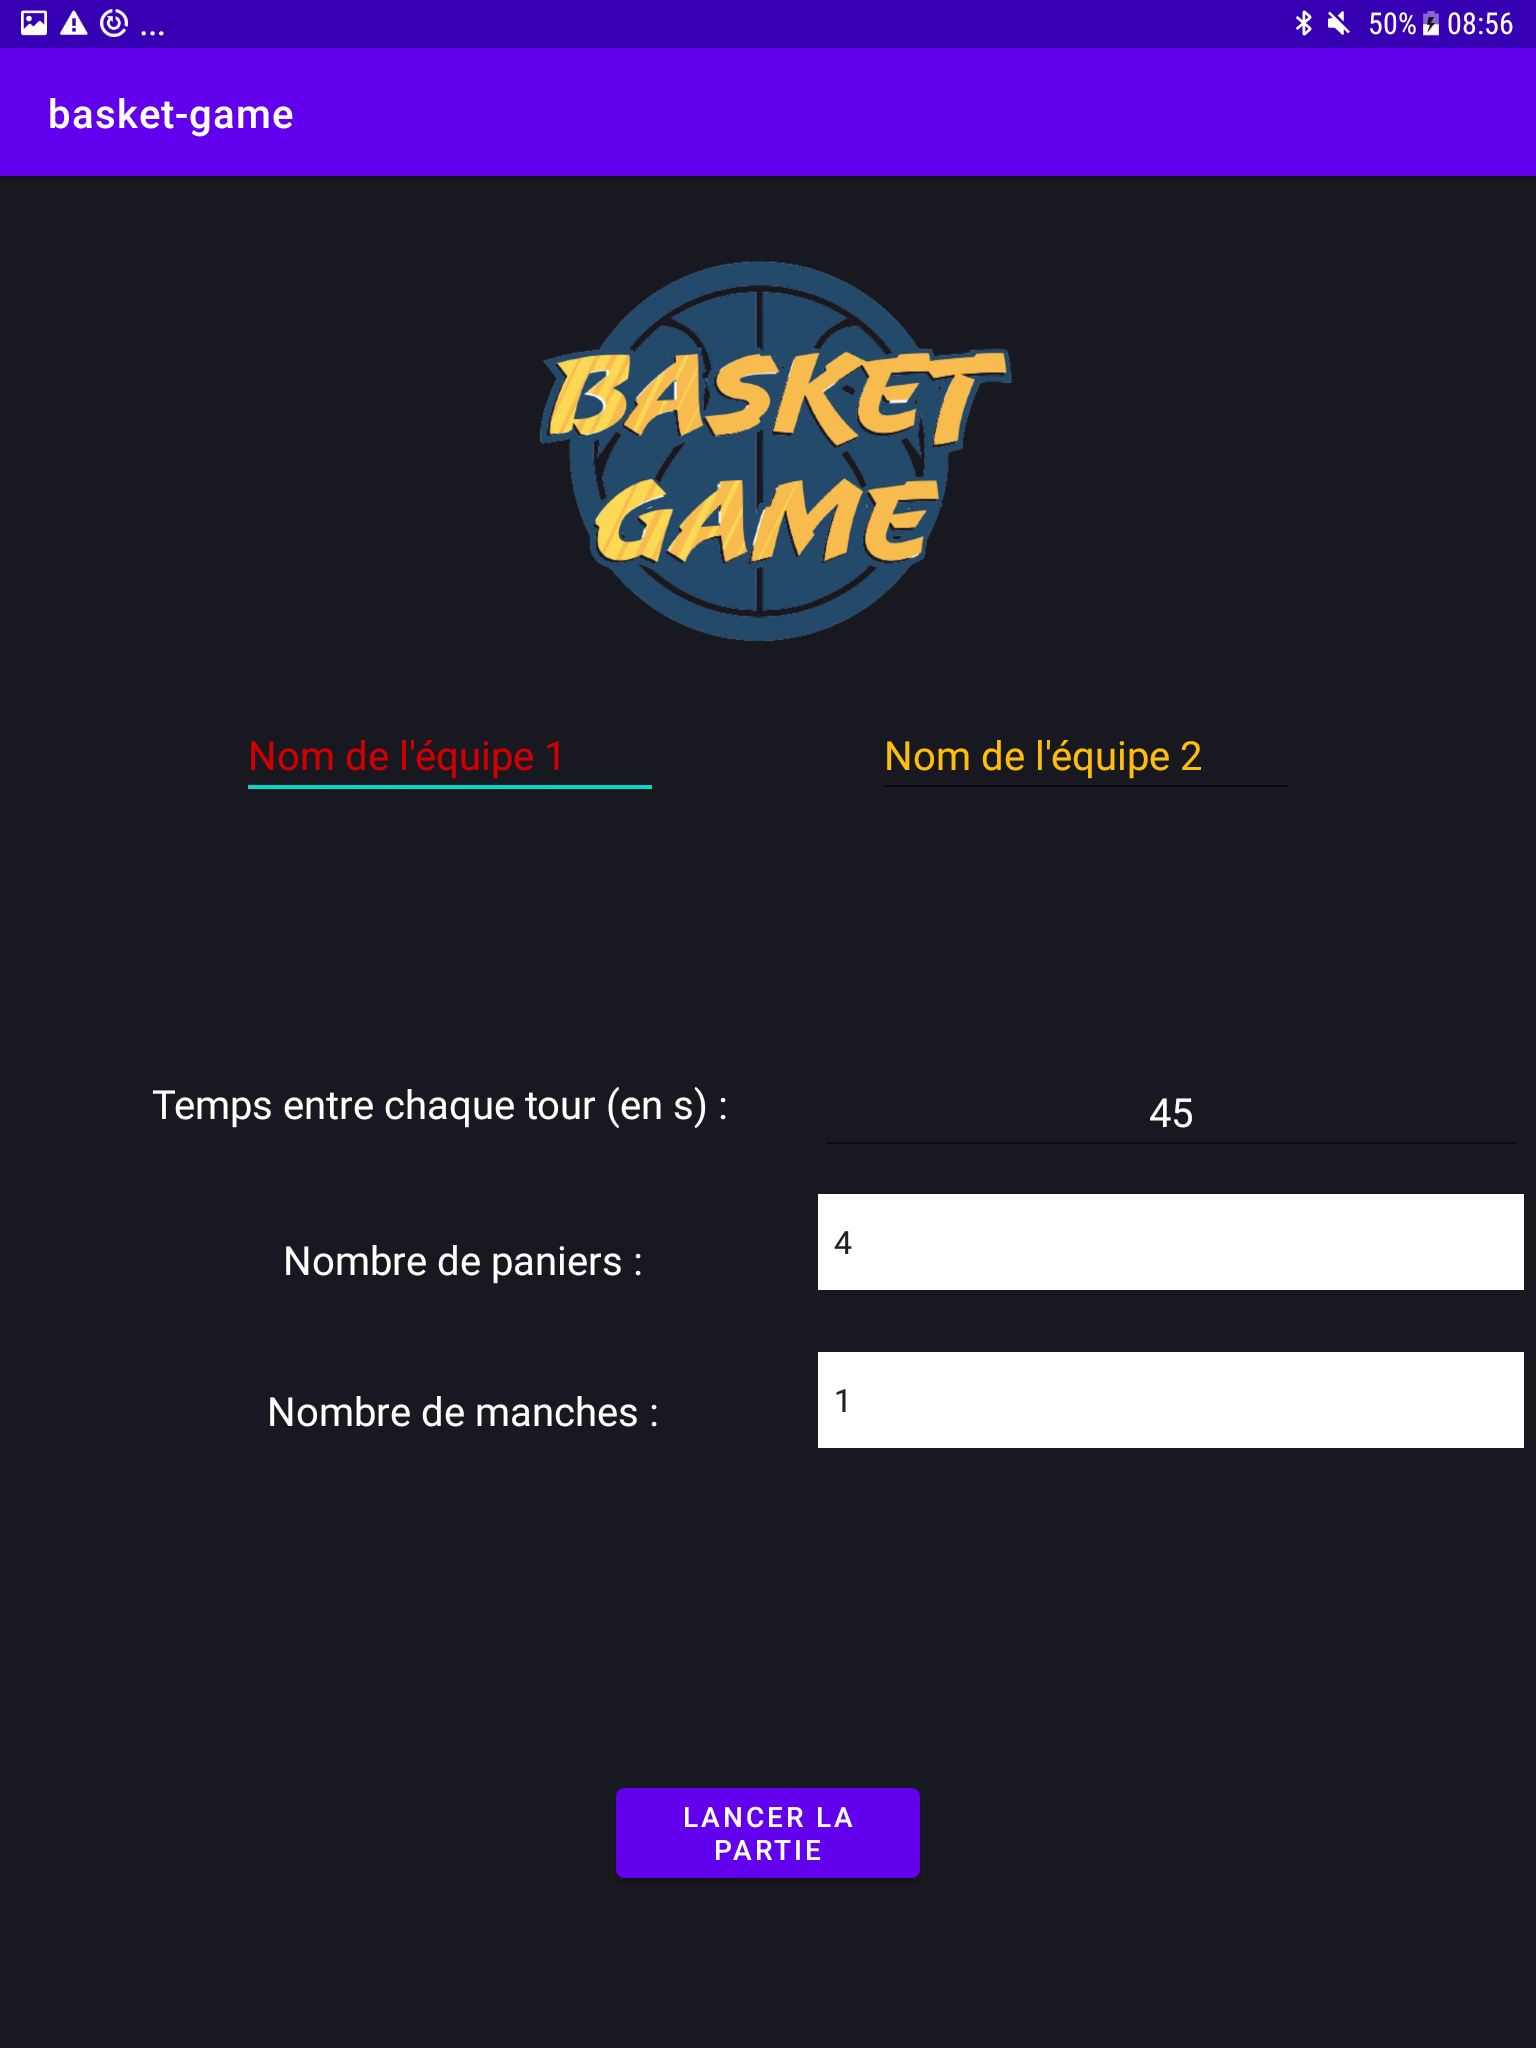 ... 50% 08:56
basket-game
BASKET
GAME
Nom de l'équipe 1 Nom de l'équipe 2
Temps entre chaque tour (en s) : 45
Nombre de paniers : 4
Nombre de manches : 1
LANCER LA
PARTIE